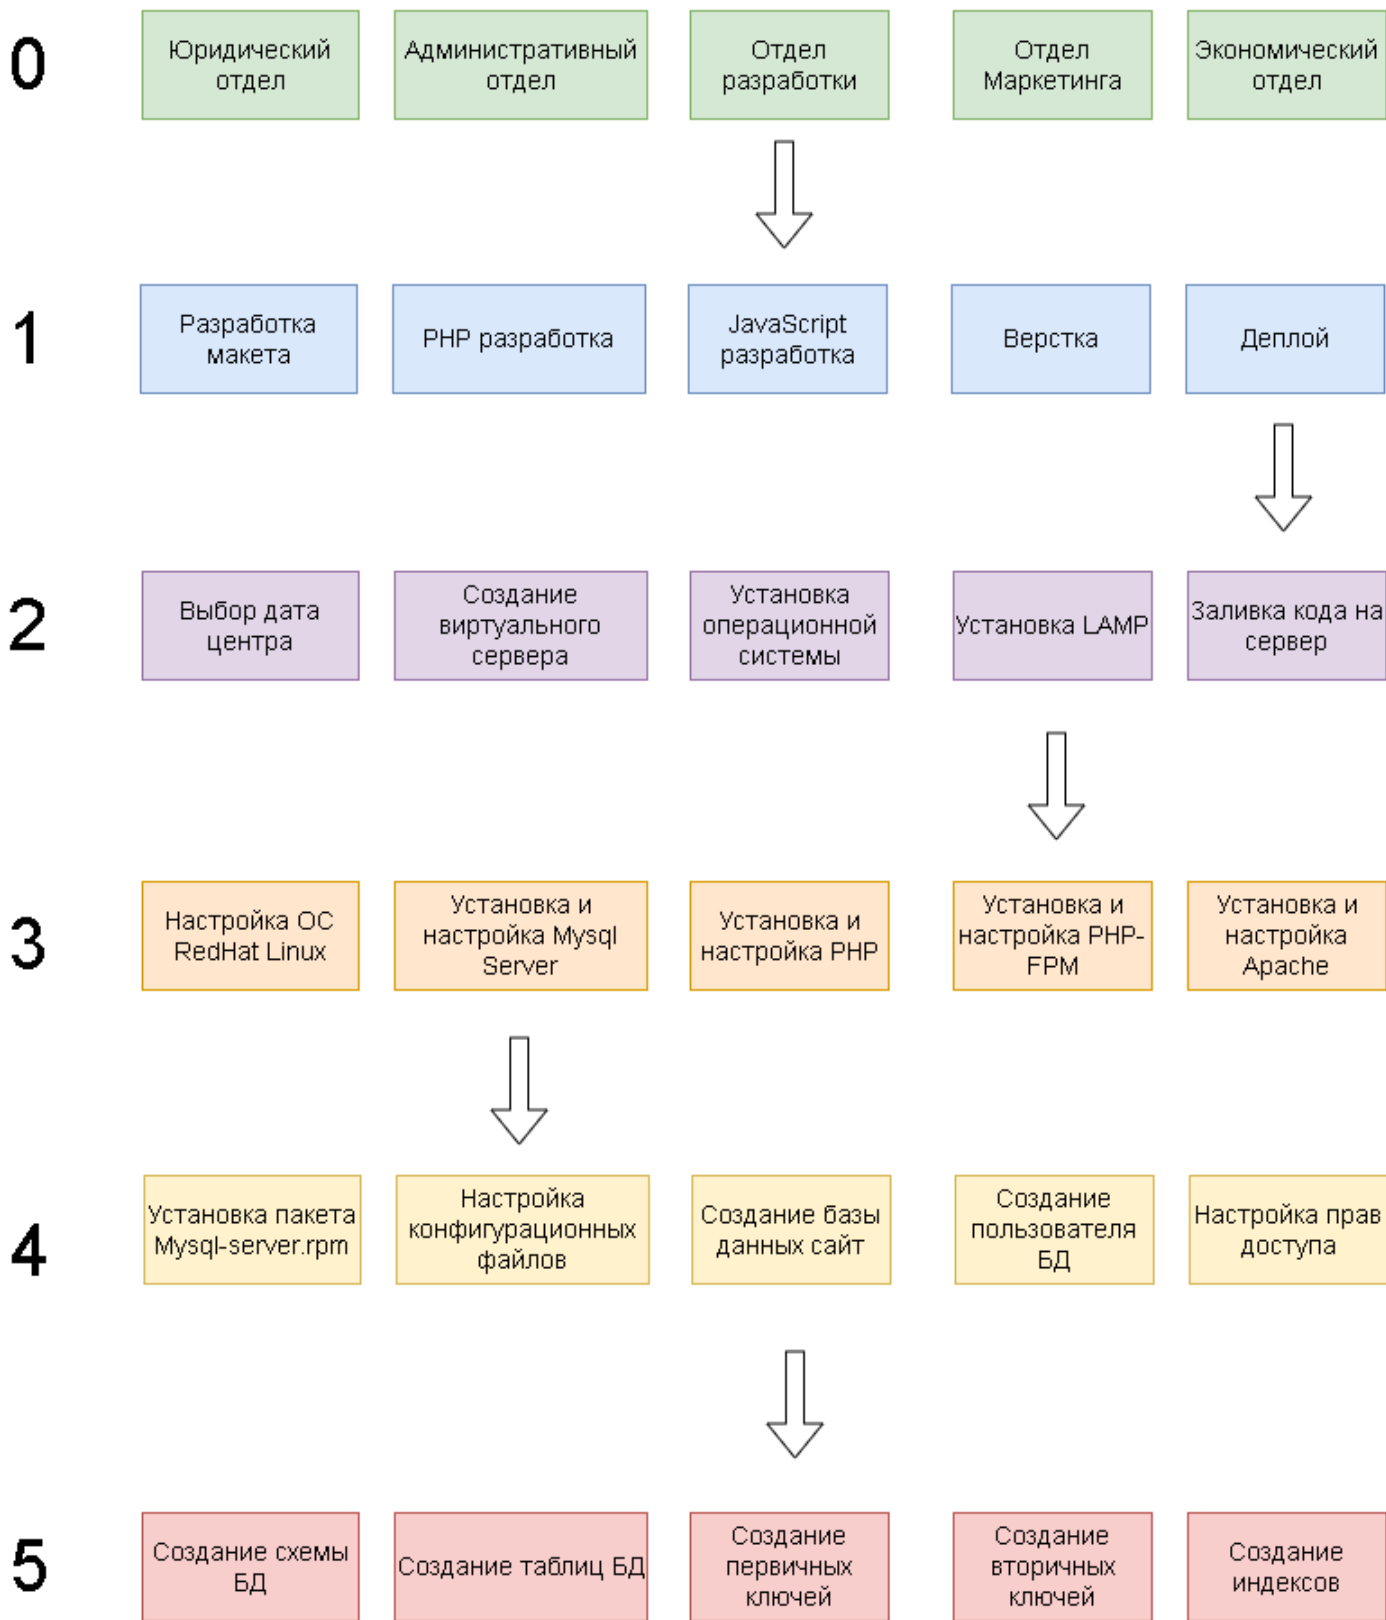 0
Юридический
отдел
Административный
отдел
Отдел
разработки
Отдел
Маркетинга
Экономический
отдел
1
Разработка
макета
PHP разработка
JavaScript
разработка
Верстка
Деплой
2
Выбор дата
центра
Создание
виртуального
сервера
Установка
операционной
системы
Установка LAMP
Заливка кода на
сервер
3
Настройка ОС
RedHat Linux
Установка и
настройка Mysql
Server
Установка и
настройка PHP
Установка и
настройка PHP-
FPM
Установка и
настройка
Apache
4
Установка пакета
Mysql-server.rpm
Настройка
конфигурационных
файлов
Создание базы
данных сайт
Создание
пользователя
БД
Настройка прав
доступа
5
Создание схемы
БД
Создание таблиц БД
Создание
первичных
ключей
Создание
вторичных
ключей
Создание
индексов